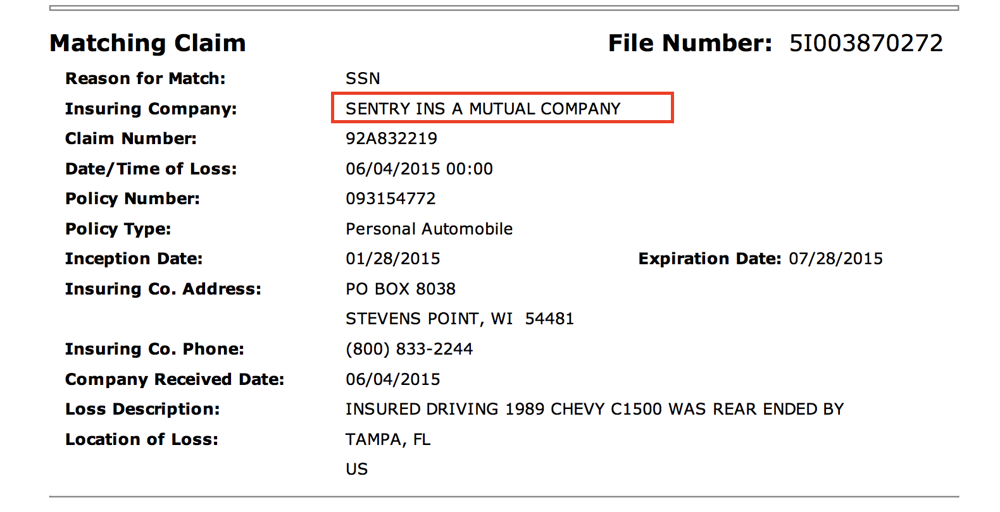 Matching Claim File Number: 5I003870272
Reason for Match: SSN
Insuring Company: SENTRY INS A MUTUAL COMPANY
Claim Number: 92A832219
Date/Time of Loss: 06/04/2015 00:00
Policy Number: 093154772
Policy Type: Personal Automobile
Inception Date: 01/28/2015 Expiration Date: 07/28/2015
Insuring Co. Address: PO BOX 8038
STEVENS POINT, WI 54481
Insuring Co. Phone: (800) 833-2244
Company Received Date: 06/04/2015
Loss Description: INSURED DRIVING 1989 CHEVY C1500 WAS REAR ENDED BY
Location of Loss: TAMPA, FL
US